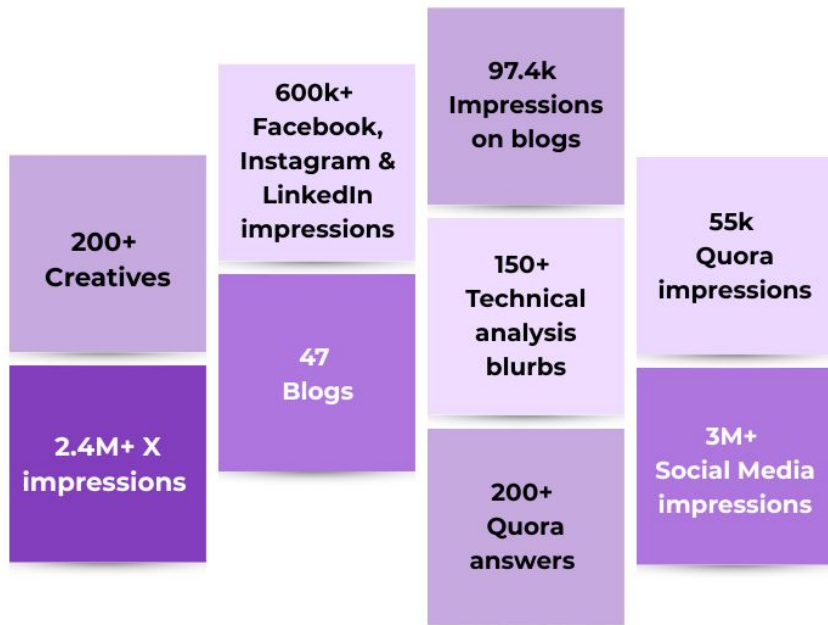 200+
Creatives
2.4M+ X
impressions
600k+
Facebook,
Instagram &
LinkedIn
impressions
47
Blogs
97.4k
Impressions
on blogs
150+
Technical
analysis
blurbs
200+
Quora
answers
55k
Quora
impressions
3M+
Social Media
impressions